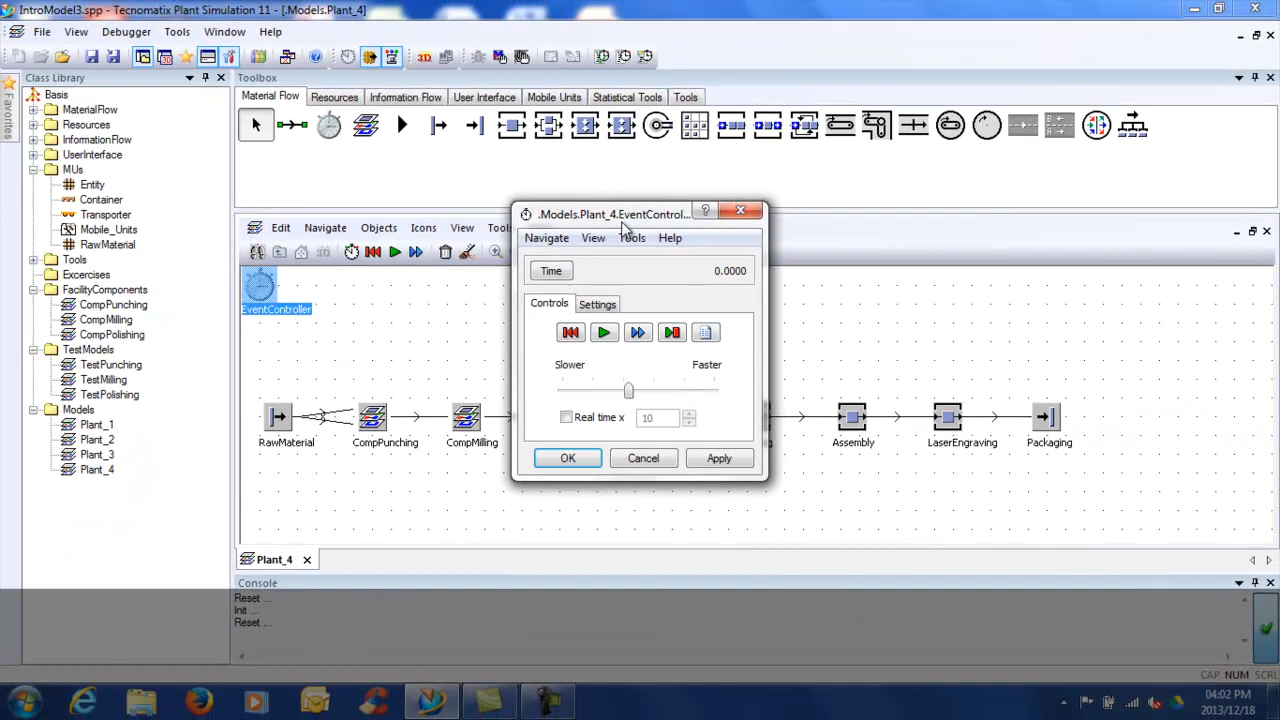 IntroModel3.spp - Tecnomatix Plant Simulation 11 - [.Models.Plant_4]
File View Debugger Tools Window Help
Class Library
Toolbox
Favorites
Basis
MaterialFlow
Resources
InformationFlow
UserInterface
MUs
Entity
Container
Transporter
Mobile_Units
RawMaterial
Tools
Excercises
FacilityComponents
CompPunching
CompMilling
CompPolishing
TestModels
TestPunching
TestMilling
TestPolishing
Models
Plant_1
Plant_2
Plant_3
Plant_4
Material Flow Resources Information Flow User Interface Mobile Units Statistical Tools Tools
Edit Navigate Objects Icons View Tools
3D
EventController
RawMaterial CompPunching CompMilling Assembly LaserEngraving Packaging
.Models.Plant_4.EventControl...
Navigate View Tools Help
Time 0.0000
Controls Settings
Slower Faster
Real time x 10
OK Cancel Apply
Plant_4
Console
Reset ...
Init ...
Reset ...
CAP NUM SCRL
04:02 PM
2013/12/18